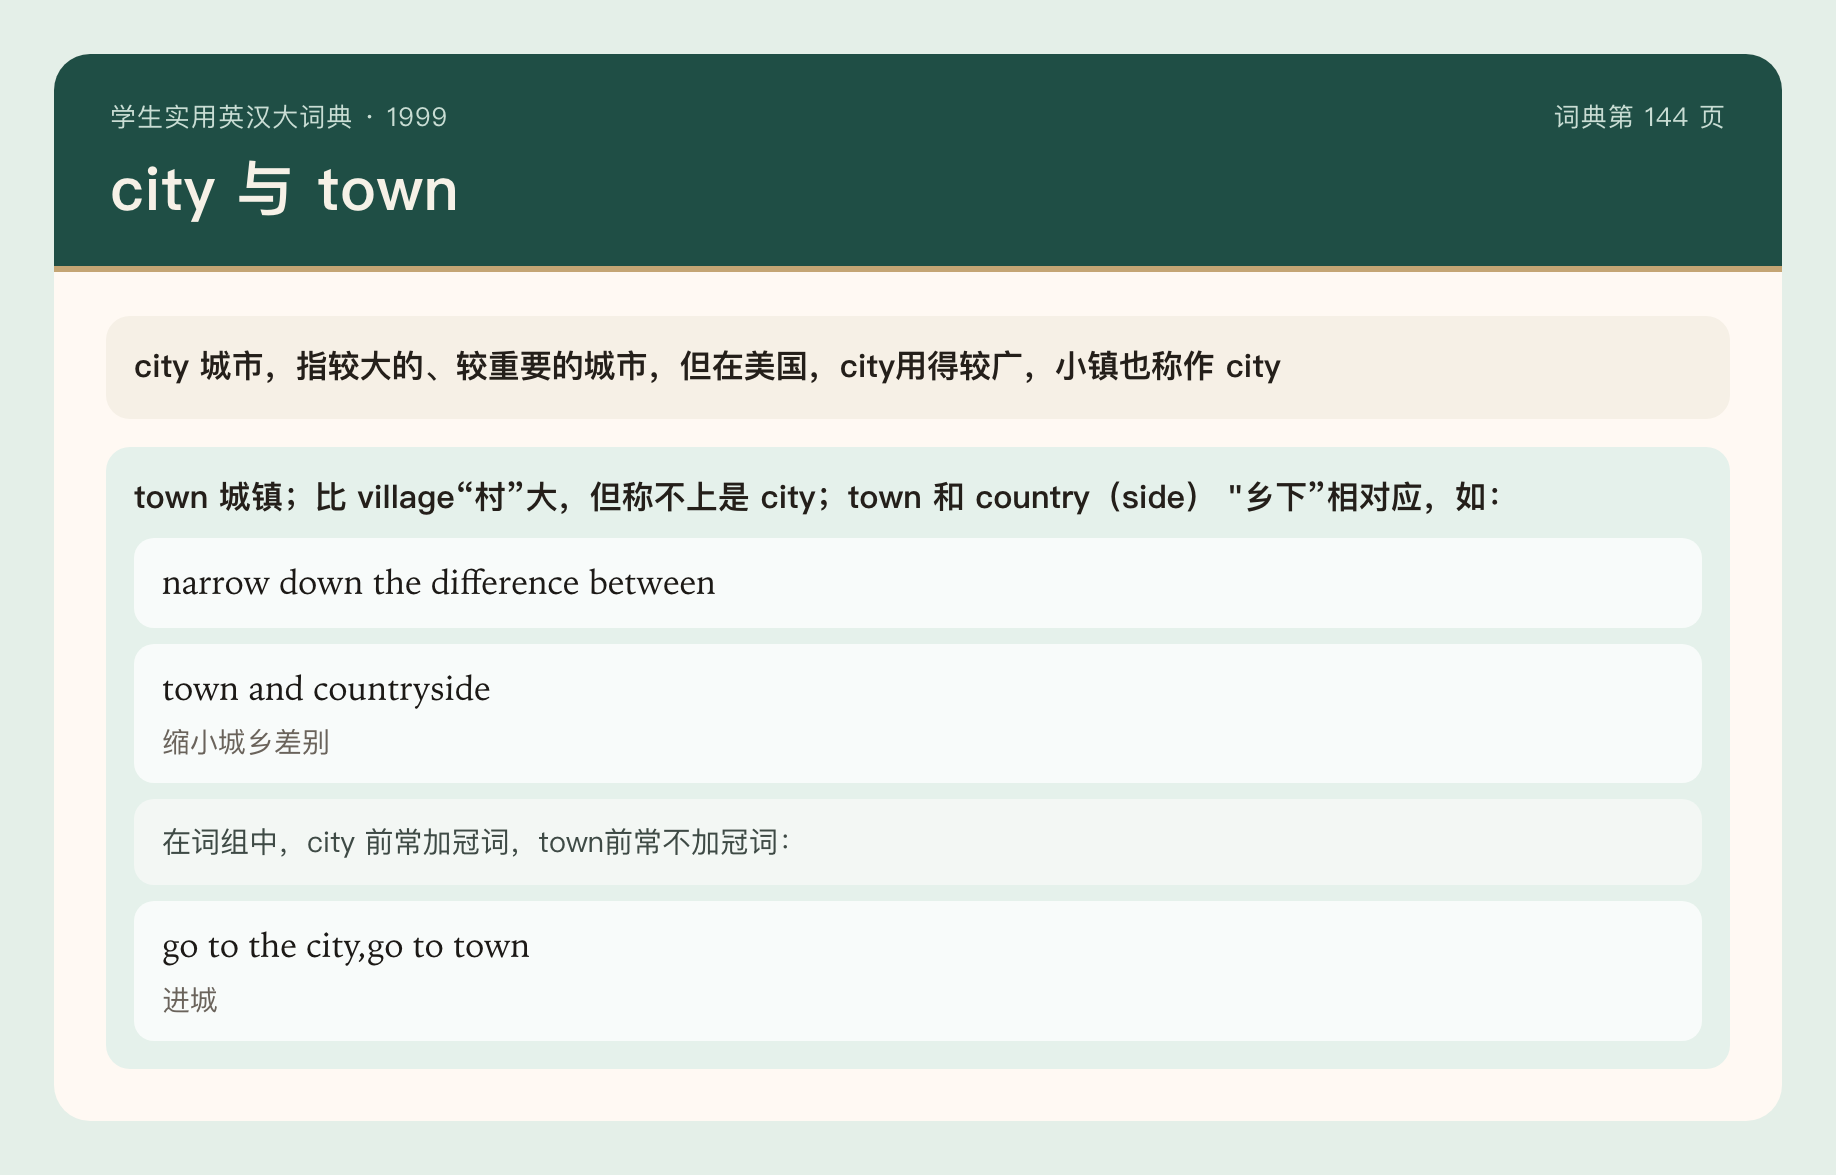 学生实用英汉大词典 · 1999
词典第 144 页
city 与 town
city 城市，指较大的、较重要的城市，但在美国，city用得较广，小镇也称作 city
town 城镇；比 village“村”大，但称不上是 city；town 和 country（side） "乡下”相对应，如：
narrow down the difference between
town and countryside
缩小城乡差别
在词组中，city 前常加冠词，town前常不加冠词：
go to the city,go to town
进城